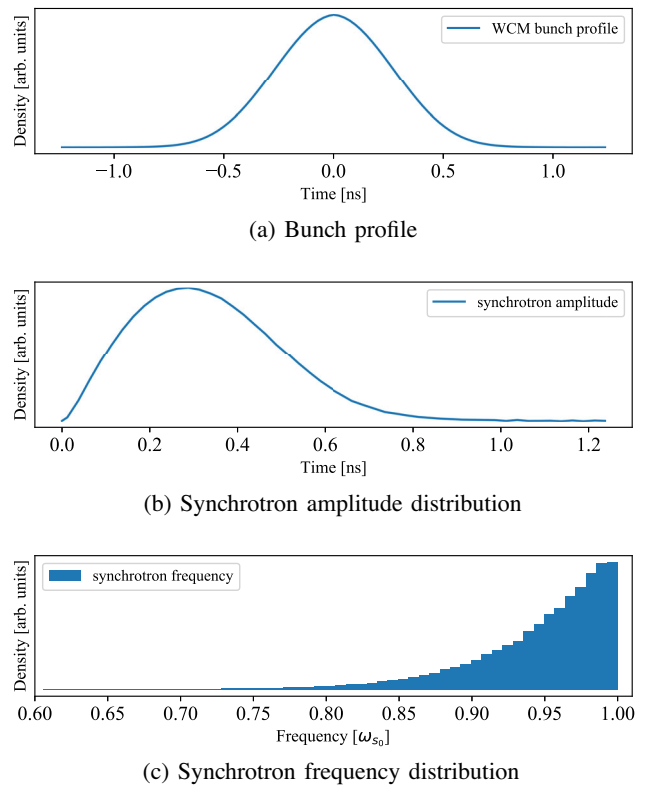 Density [arb. units]
WCM bunch profile
−1.0 −0.5 0.0 0.5 1.0
Time [ns]
(a) Bunch profile
Density [arb. units]
synchrotron amplitude
0.0 0.2 0.4 0.6 0.8 1.0 1.2
Time [ns]
(b) Synchrotron amplitude distribution
Density [arb. units]
synchrotron frequency
0.60 0.65 0.70 0.75 0.80 0.85 0.90 0.95 1.00
Frequency [ω_{s_0}]
(c) Synchrotron frequency distribution